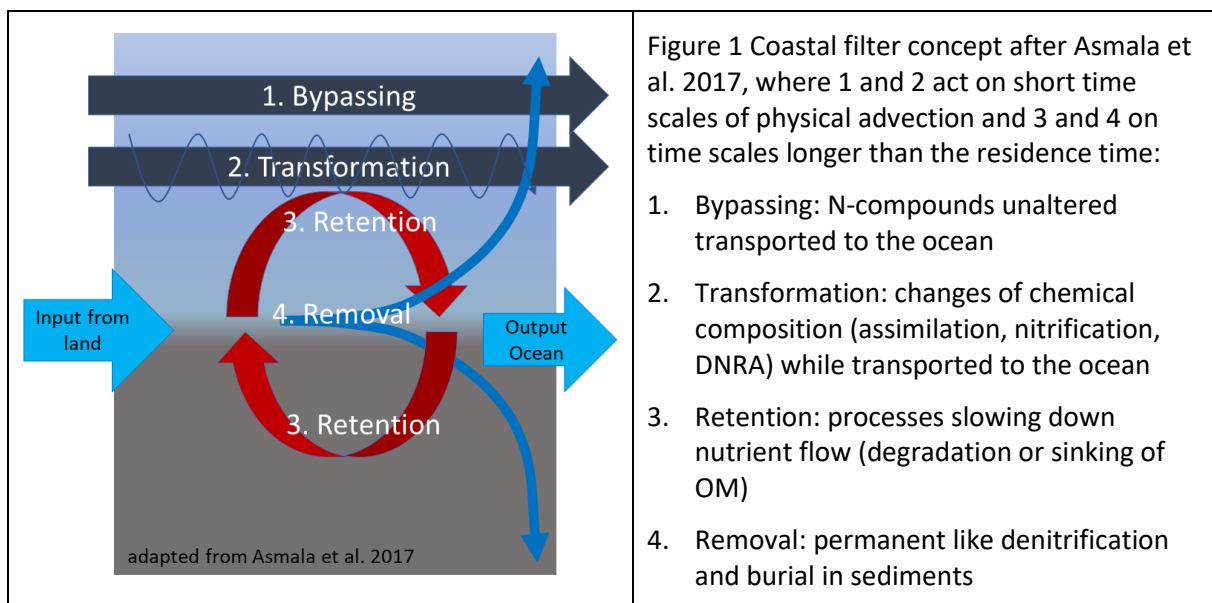 1. Bypassing
2. Transformation
3. Retention
4. Removal
Input from
land
Output
Ocean
3. Retention
adapted from Asmala et al. 2017
Figure 1 Coastal filter concept after Asmala et
al. 2017, where 1 and 2 act on short time
scales of physical advection and 3 and 4 on
time scales longer than the residence time:
1. Bypassing: N-compounds unaltered
transported to the ocean
2. Transformation: changes of chemical
composition (assimilation, nitrification,
DNRA) while transported to the ocean
3. Retention: processes slowing down
nutrient flow (degradation or sinking of
OM)
4. Removal: permanent like denitrification
and burial in sediments